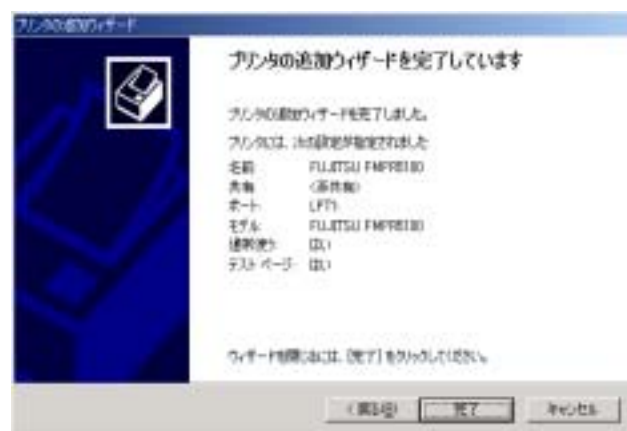 プリンタの追加ウィザード
プリンタの追加ウィザードを完了しています
プリンタの追加ウィザードを完了しました。
プリンタには、次の設定が指定されました
名前: FUJITSU FMPR
共有: <非共有>
ポート:
モデル: FUJITSU FMPR
通常使う: はい
テスト ページ: はい
ウィザードを閉じるには、[完了] をクリックしてください。
< 戻る(B)
完了
キャンセル